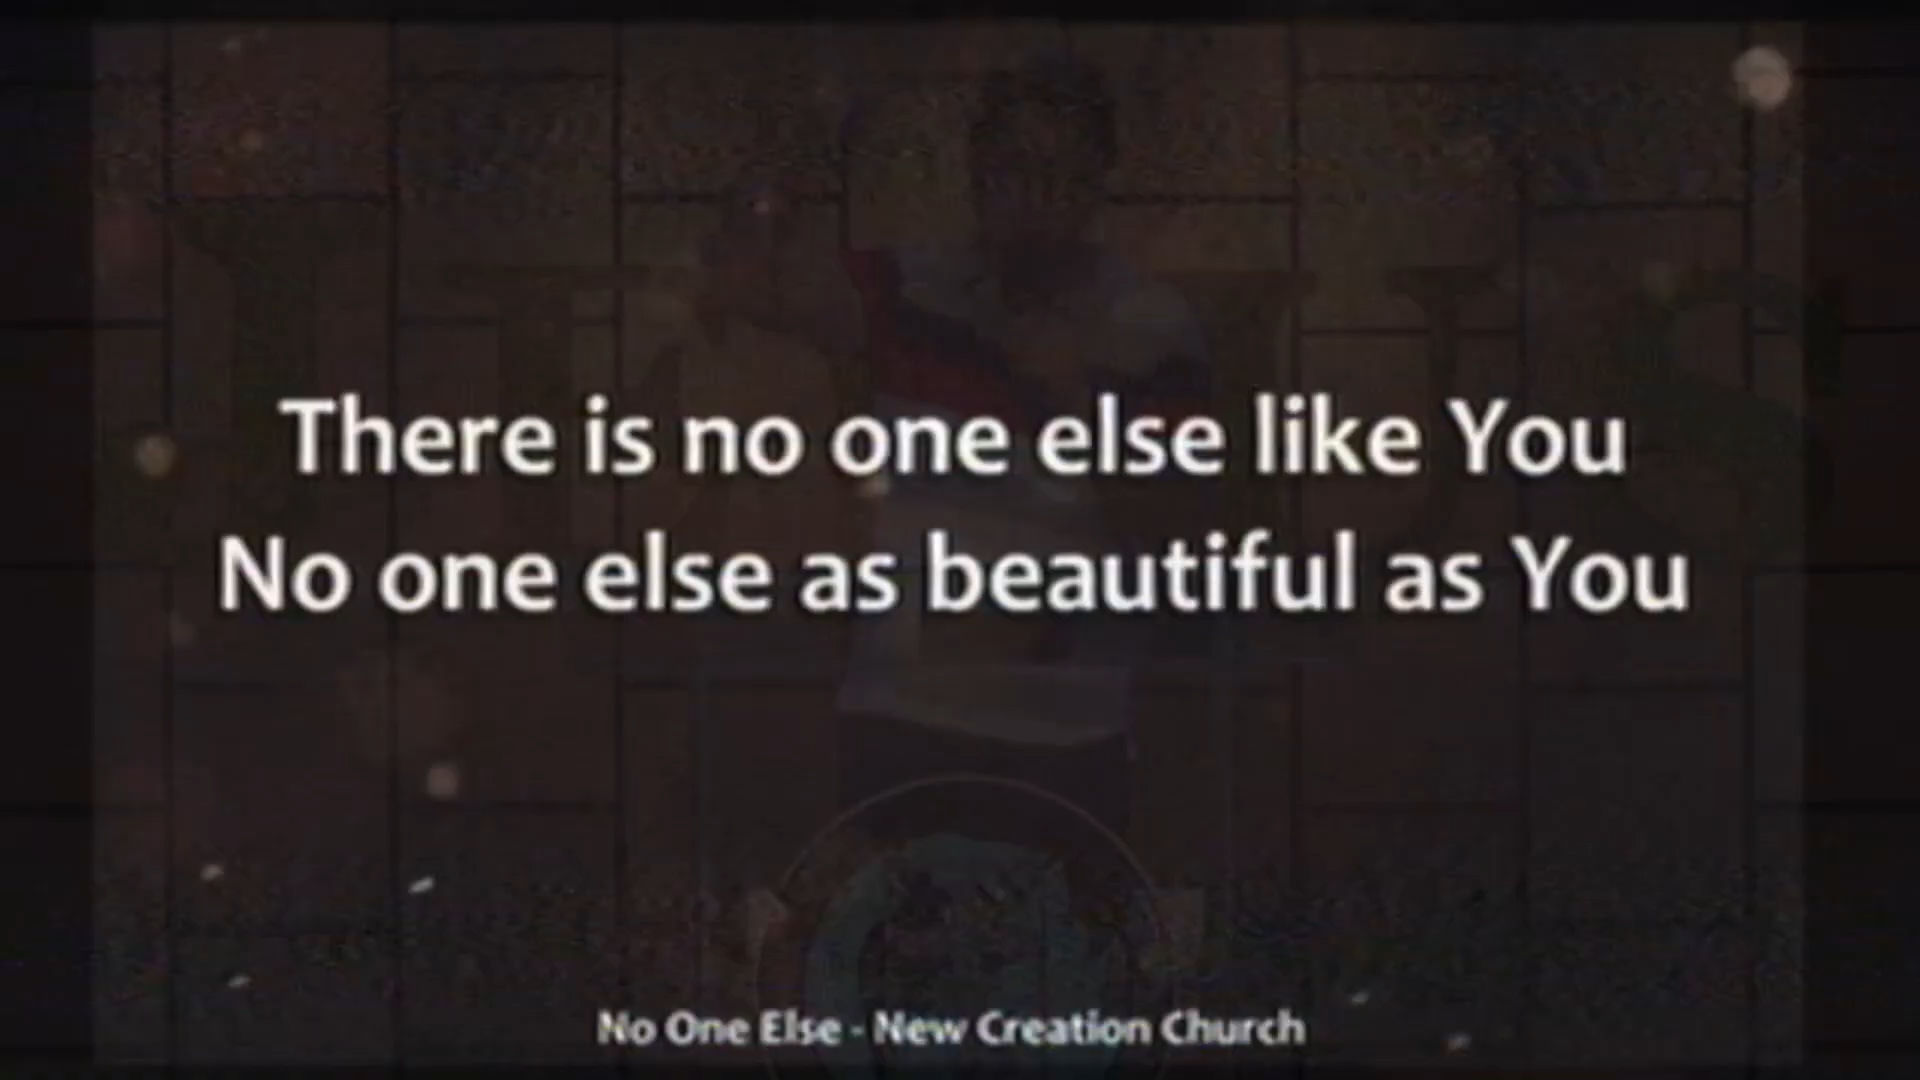 There is no one else like You
No one else as beautiful as You
No One Else - New Creation Church